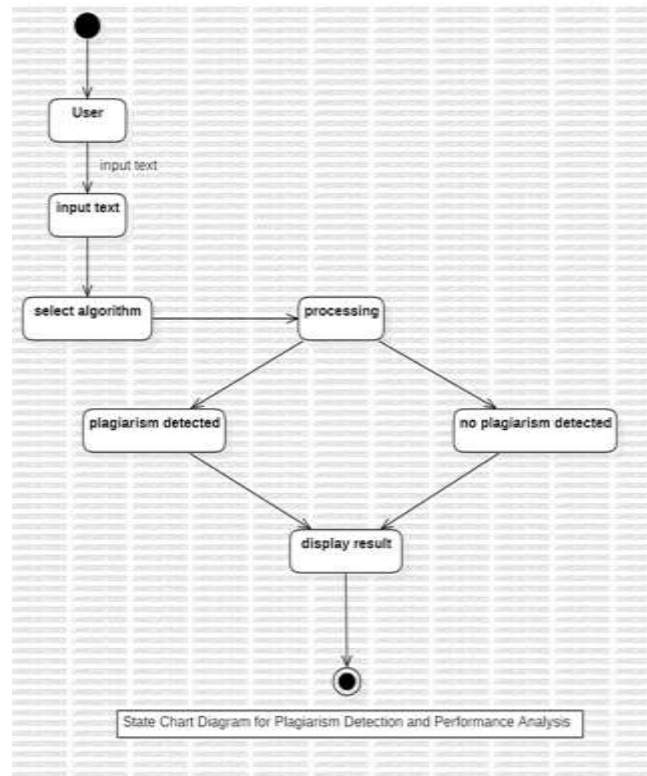 User
input text
input text
select algorithm
processing
plagiarism detected
no plagiarism detected
display result
State Chart Diagram for Plagiarism Detection and Performance Analysis